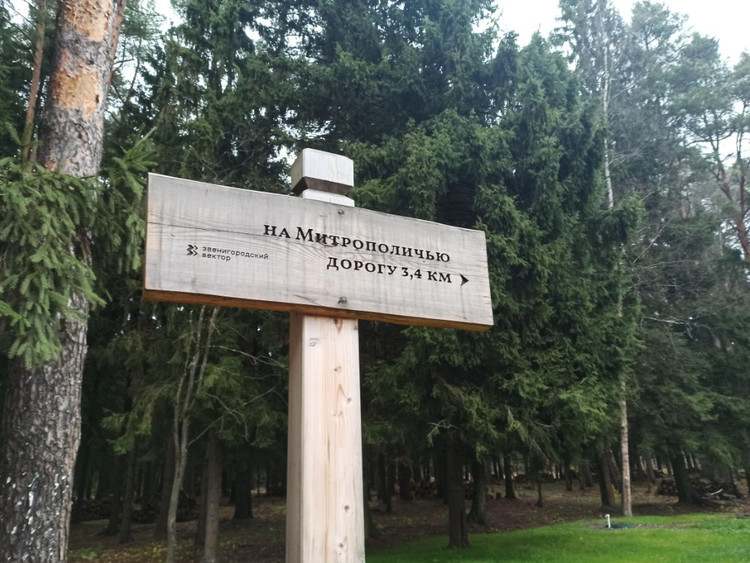 на Митрополичью
дорогу 3,4 км
звенигородский
вектор